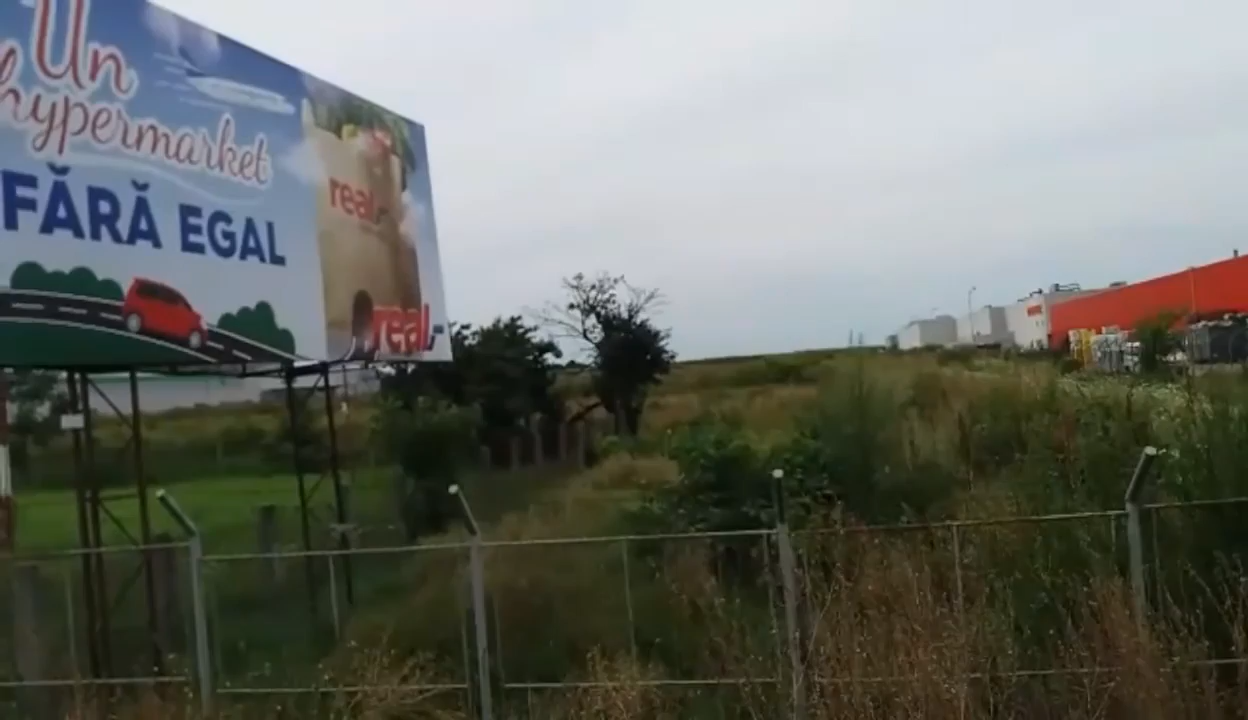 Un
hypermarket
FĂRĂ EGAL
real,-
real,-